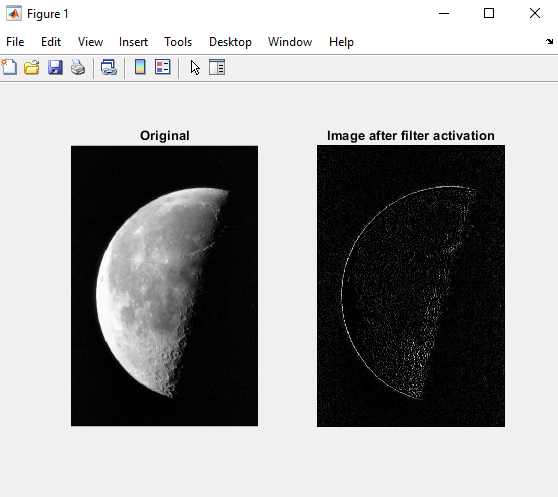 Figure 1
File Edit View Insert Tools Desktop Window Help
Original
Image after filter activation